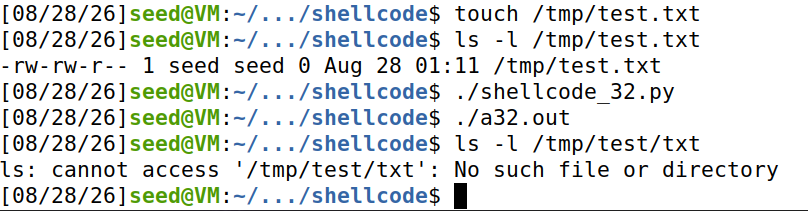 [08/28/26]seed@VM:~/.../shellcode$ touch /tmp/test.txt
[08/28/26]seed@VM:~/.../shellcode$ ls -l /tmp/test.txt
-rw-rw-r-- 1 seed seed 0 Aug 28 01:11 /tmp/test.txt
[08/28/26]seed@VM:~/.../shellcode$ ./shellcode_32.py
[08/28/26]seed@VM:~/.../shellcode$ ./a32.out
[08/28/26]seed@VM:~/.../shellcode$ ls -l /tmp/test/txt
ls: cannot access '/tmp/test/txt': No such file or directory
[08/28/26]seed@VM:~/.../shellcode$